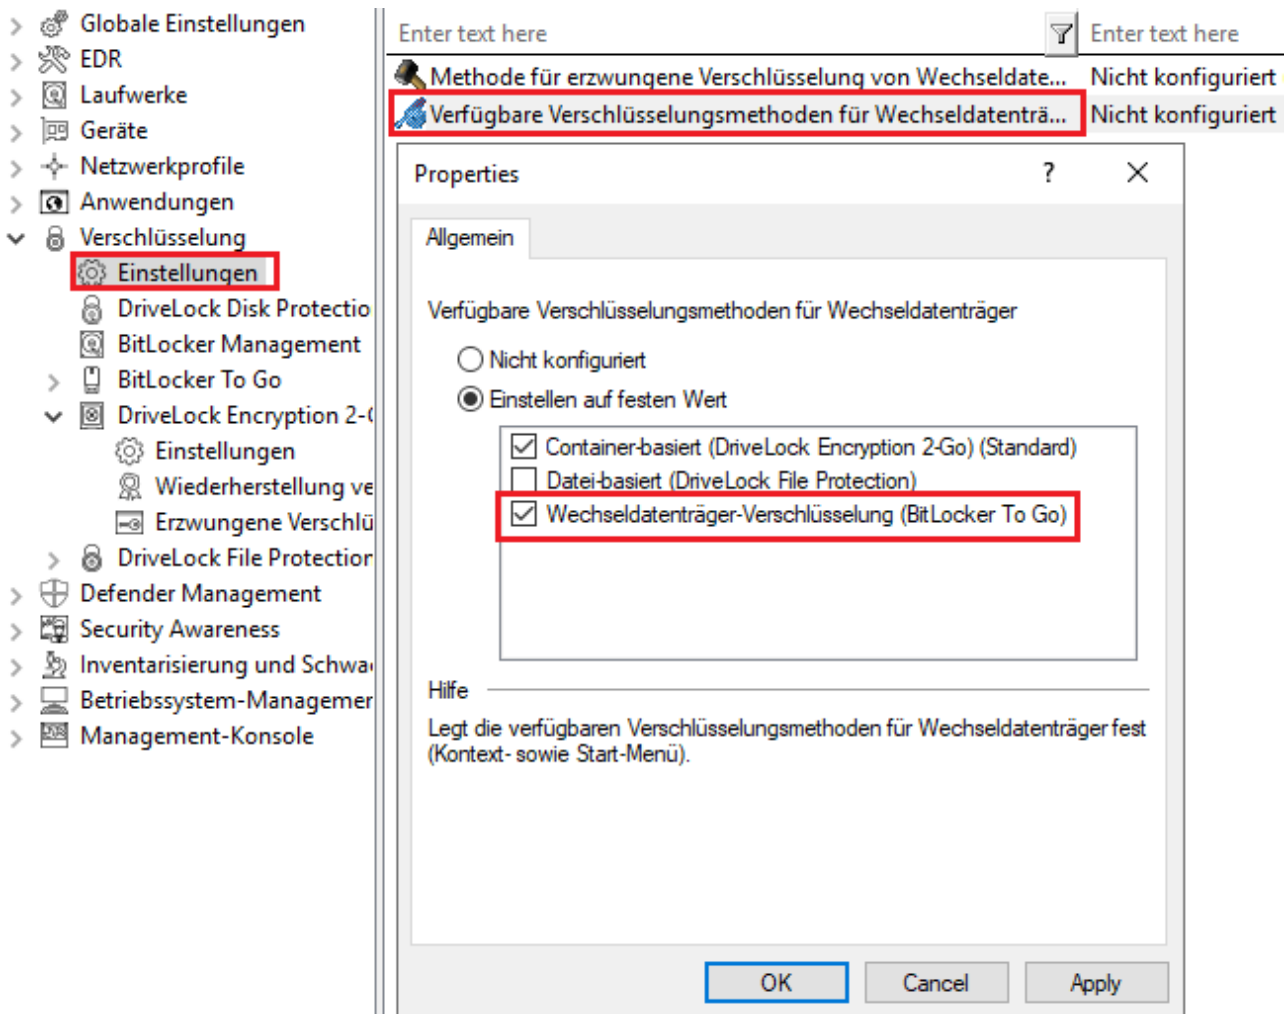 Globale Einstellungen
EDR
Laufwerke
Geräte
Netzwerkprofile
Anwendungen
Verschlüsselung
Einstellungen
DriveLock Disk Protectio
BitLocker Management
BitLocker To Go
DriveLock Encryption 2-(
Einstellungen
Wiederherstellung ve
Erzwungene Verschlü
DriveLock File Protection
Defender Management
Security Awareness
Inventarisierung und Schwa
Betriebssystem-Managemer
Management-Konsole
Enter text here Enter text here
Methode für erzwungene Verschlüsselung von Wechseldate... Nicht konfiguriert
Verfügbare Verschlüsselungsmethoden für Wechseldatenträ... Nicht konfiguriert
Properties ?
Allgemein
Verfügbare Verschlüsselungsmethoden für Wechseldatenträger
Nicht konfiguriert
Einstellen auf festen Wert
Container-basiert (DriveLock Encryption 2-Go) (Standard)
Datei-basiert (DriveLock File Protection)
Wechseldatenträger-Verschlüsselung (BitLocker To Go)
Hilfe
Legt die verfügbaren Verschlüsselungsmethoden für Wechseldatenträger fest
(Kontext- sowie Start-Menü).
OK Cancel Apply